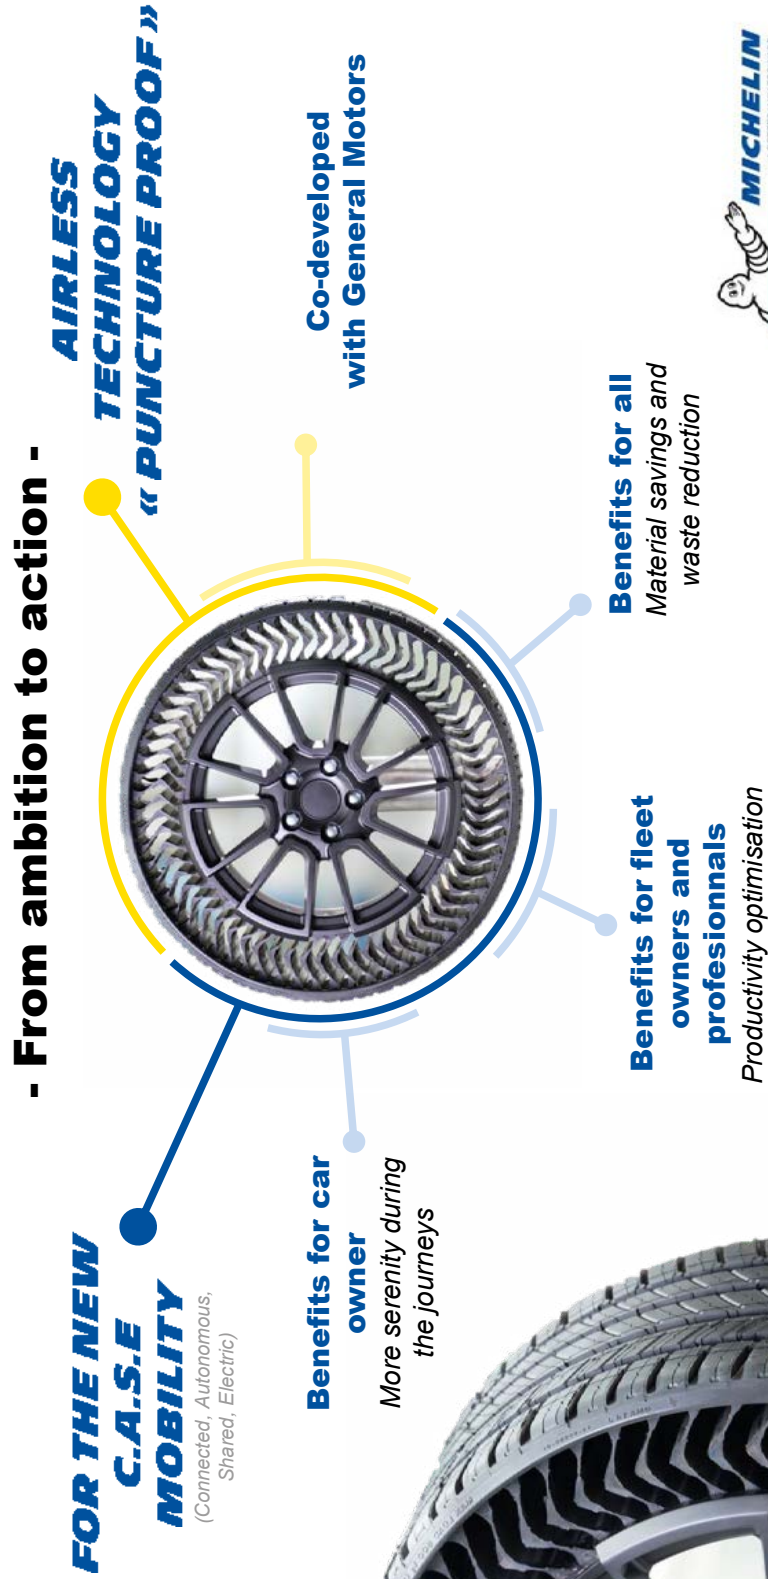 - From ambition to action -
FOR THE NEW
C.A.S.E
MOBILITY
(Connected, Autonomous,
Shared, Electric)
AIRLESS
TECHNOLOGY
« PUNCTURE PROOF »
Co-developed
with General Motors
Benefits for car
owner
More serenity during
the journeys
Benefits for fleet
owners and
profesionnals
Productivity optimisation
Benefits for all
Material savings and
waste reduction
MICHELIN